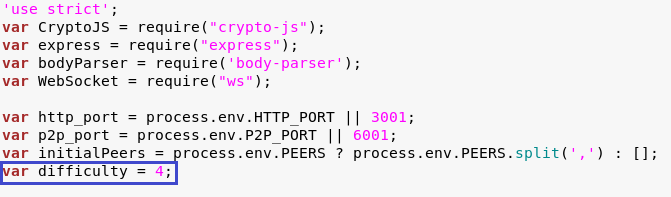 'use strict';
var CryptoJS = require("crypto-js");
var express = require("express");
var bodyParser = require('body-parser');
var WebSocket = require("ws");

var http_port = process.env.HTTP_PORT || 3001;
var p2p_port = process.env.P2P_PORT || 6001;
var initialPeers = process.env.PEERS ? process.env.PEERS.split(',') : [];
var difficulty = 4;